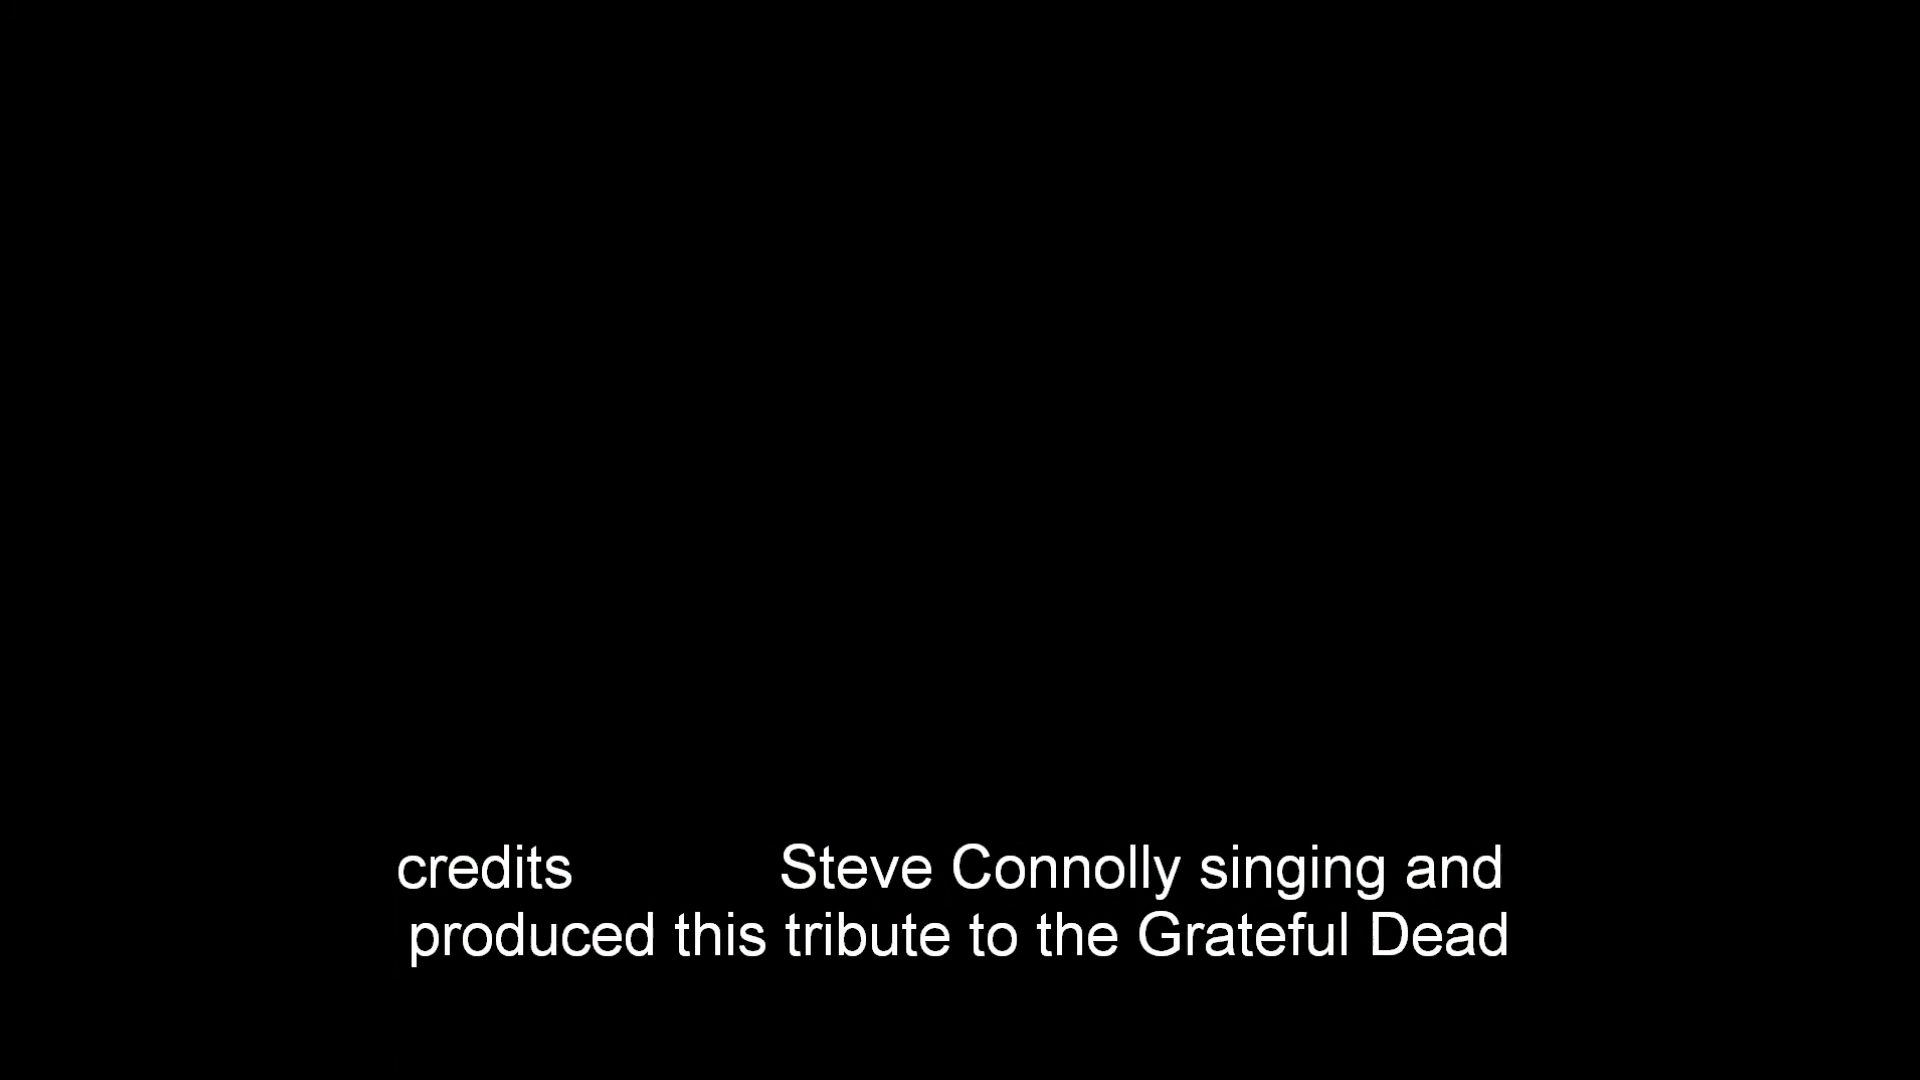 credits Steve Connolly singing and
produced this tribute to the Grateful Dead